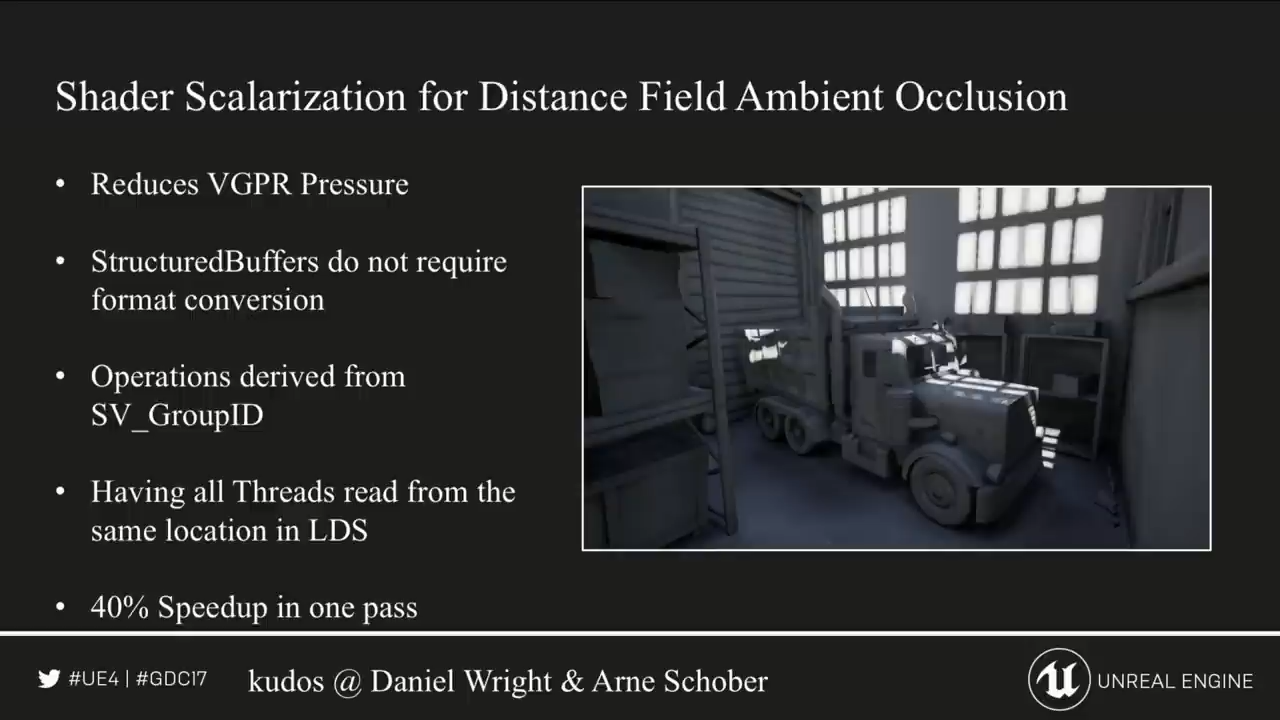 Shader Scalarization for Distance Field Ambient Occlusion
• Reduces VGPR Pressure
• StructuredBuffers do not require
format conversion
• Operations derived from
SV_GroupID
• Having all Threads read from the
same location in LDS
• 40% Speedup in one pass
#UE4 | #GDC17
kudos @ Daniel Wright & Arne Schober
UNREAL ENGINE